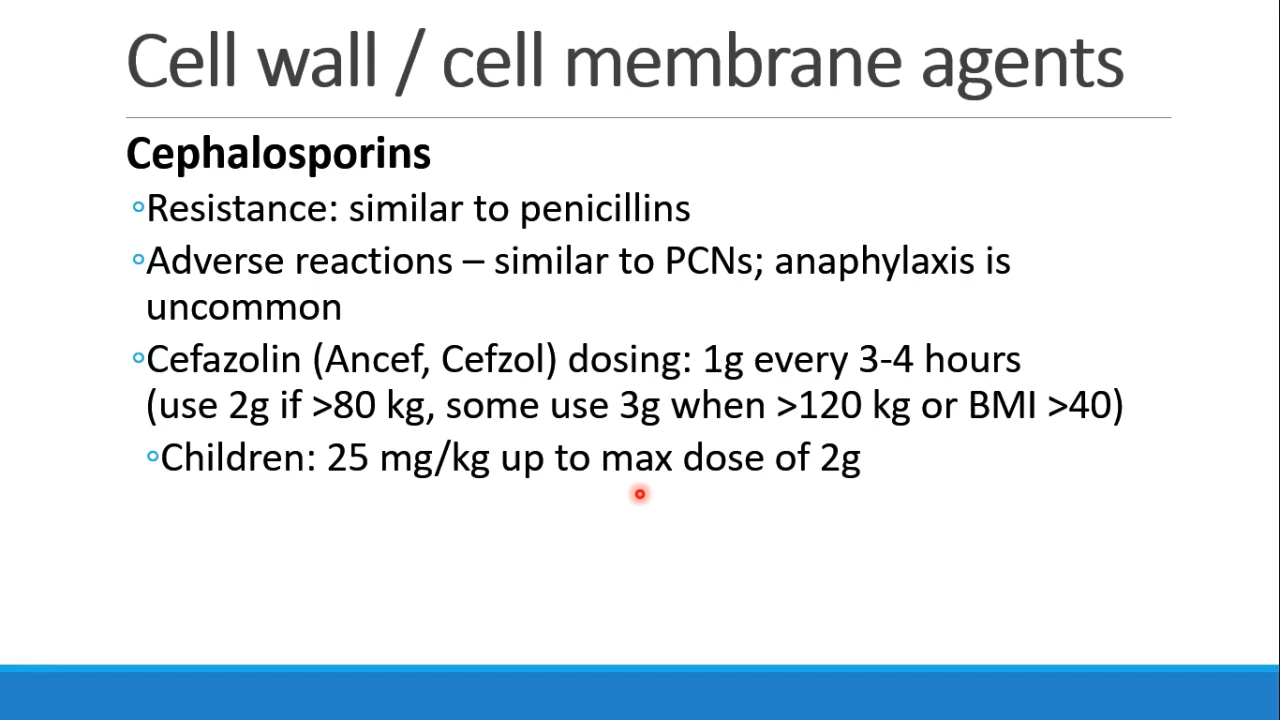 Cell wall / cell membrane agents
Cephalosporins
◦Resistance: similar to penicillins
◦Adverse reactions – similar to PCNs; anaphylaxis is
uncommon
◦Cefazolin (Ancef, Cefzol) dosing: 1g every 3-4 hours
(use 2g if >80 kg, some use 3g when >120 kg or BMI >40)
◦Children: 25 mg/kg up to max dose of 2g